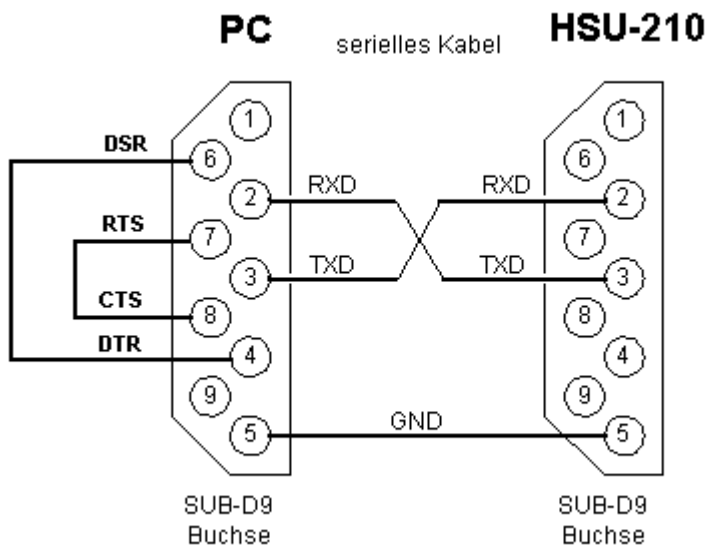 PC
serielles Kabel
HSU-210
1
1
DSR
6
6
2
RXD
RXD
2
RTS
7
7
3
TXD
TXD
3
CTS
8
8
DTR
4
4
9
9
5
GND
5
SUB-D9
Buchse
SUB-D9
Buchse